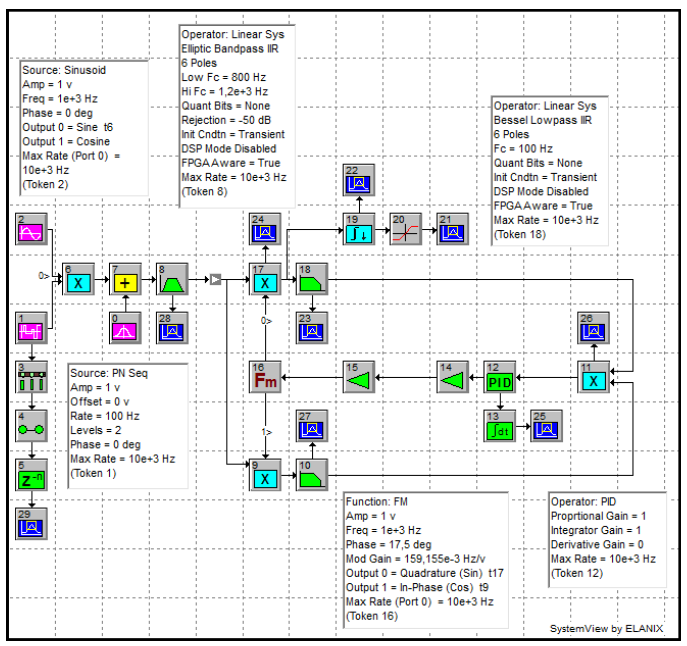 Operator: Linear Sys
Elliptic Bandpass IIR
6 Poles
Low Fc = 800 Hz
Hi Fc = 1,2e+3 Hz
Quant Bits = None
Rejection = -50 dB
Init Cndtn = Transient
DSP Mode Disabled
FPGA Aware = True
Max Rate = 10e+3 Hz
(Token 8)
Source: Sinusoid
Amp = 1 v
Freq = 1e+3 Hz
Phase = 0 deg
Output 0 = Sine t6
Output 1 = Cosine
Max Rate (Port 0) =
10e+3 Hz
(Token 2)
Operator: Linear Sys
Bessel Lowpass IIR
6 Poles
Fc = 100 Hz
Quant Bits = None
Init Cndtn = Transient
DSP Mode Disabled
FPGA Aware = True
Max Rate = 10e+3 Hz
(Token 18)
22
2
24
19
20
21
0>
6
X
7
+
8
17
X
18
1
0
28
0>
23
26
3
Source: PN Seq
Amp = 1 v
Offset = 0 v
Rate = 100 Hz
Levels = 2
Phase = 0 deg
Max Rate = 10e+3 Hz
(Token 1)
16
Fm
15
14
12
PID
11
X
4
1>
27
13
∫dt
25
5
z⁻ⁿ
9
X
10
29
Function: FM
Amp = 1 v
Freq = 1e+3 Hz
Phase = 17,5 deg
Mod Gain = 159,155e-3 Hz/v
Output 0 = Quadrature (Sin) t17
Output 1 = In-Phase (Cos) t9
Max Rate (Port 0) = 10e+3 Hz
(Token 16)
Operator: PID
Proprtional Gain = 1
Integrator Gain = 1
Derivative Gain = 0
Max Rate = 10e+3 Hz
(Token 12)
SystemView by ELANIX